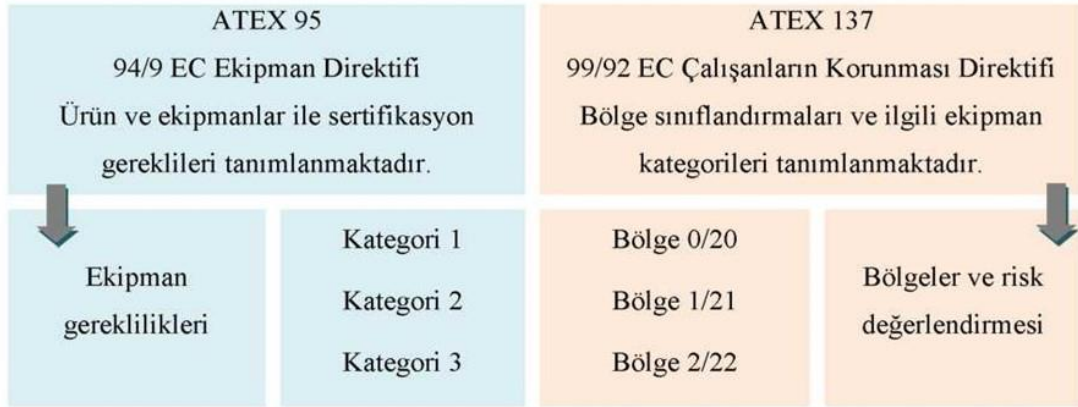 ATEX 95
94/9 EC Ekipman Direktifi
Ürün ve ekipmanlar ile sertifikasyon
gereklileri tanımlanmaktadır.
ATEX 137
99/92 EC Çalışanların Korunması Direktifi
Bölge sınıflandırmaları ve ilgili ekipman
kategorileri tanımlanmaktadır.
Ekipman
gereklilikleri
Kategori 1
Kategori 2
Kategori 3
Bölge 0/20
Bölge 1/21
Bölge 2/22
Bölgeler ve risk
değerlendirmesi